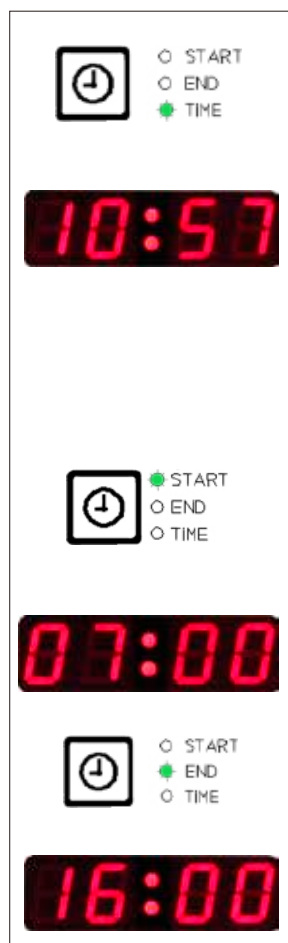 START
END
TIME
10:57
START
END
TIME
07:00
START
END
TIME
16:00